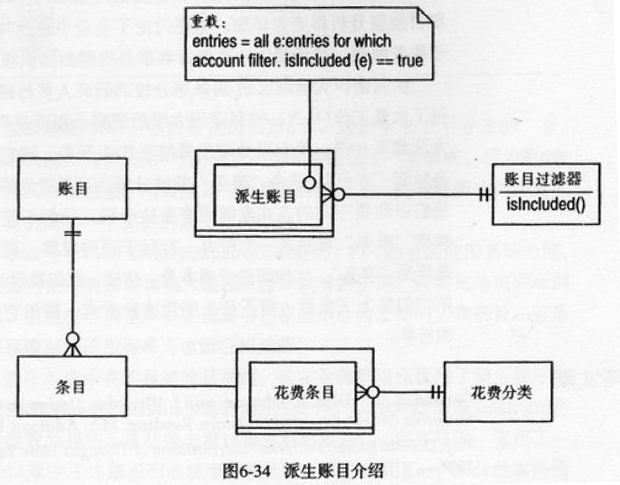 重载：
entries = all e:entries for which
account filter. isIncluded (e) == true
账目
派生账目
账目过滤器
isIncluded()
条目
花费条目
花费分类
图6-34 派生账目介绍